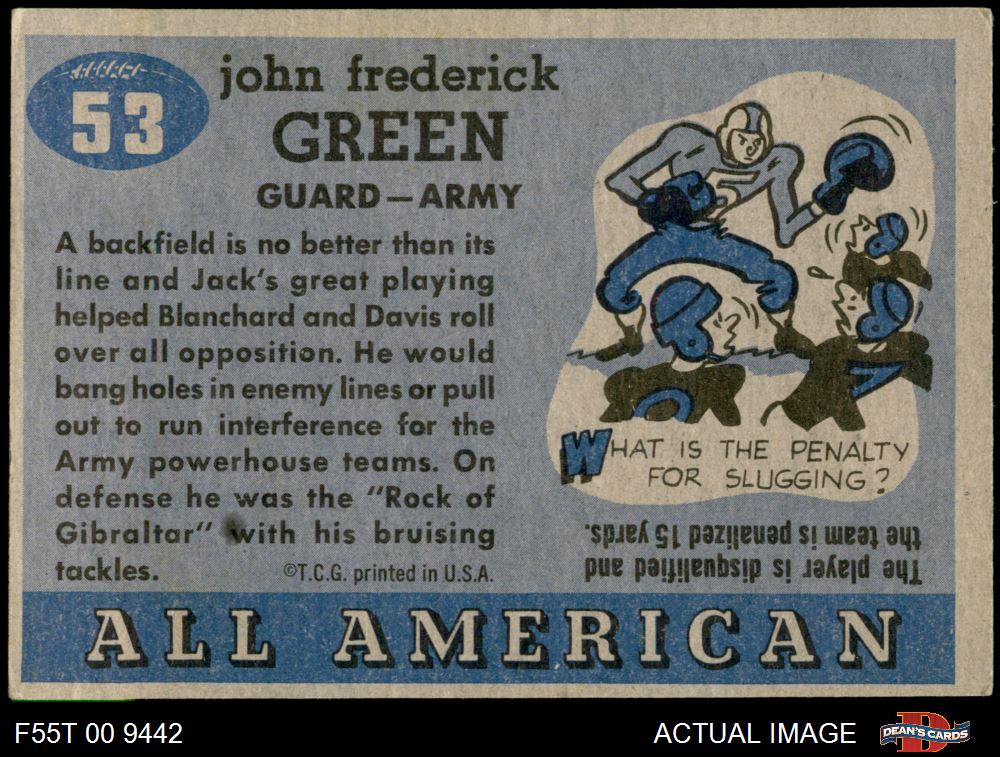 53
john frederick
GREEN
GUARD—ARMY
A backfield is no better than its
line and Jack's great playing
helped Blanchard and Davis roll
over all opposition. He would
bang holes in enemy lines or pull
out to run interference for the
Army powerhouse teams. On
defense he was the "Rock of
Gibraltar" with his bruising
tackles.
©T.C.G. printed in U.S.A.
WHAT IS THE PENALTY
FOR SLUGGING?
The player is disqualified and
the team is penalized 15 yards.
ALL AMERICAN
F55T 00 9442
ACTUAL IMAGE
D
DEAN'S CARDS